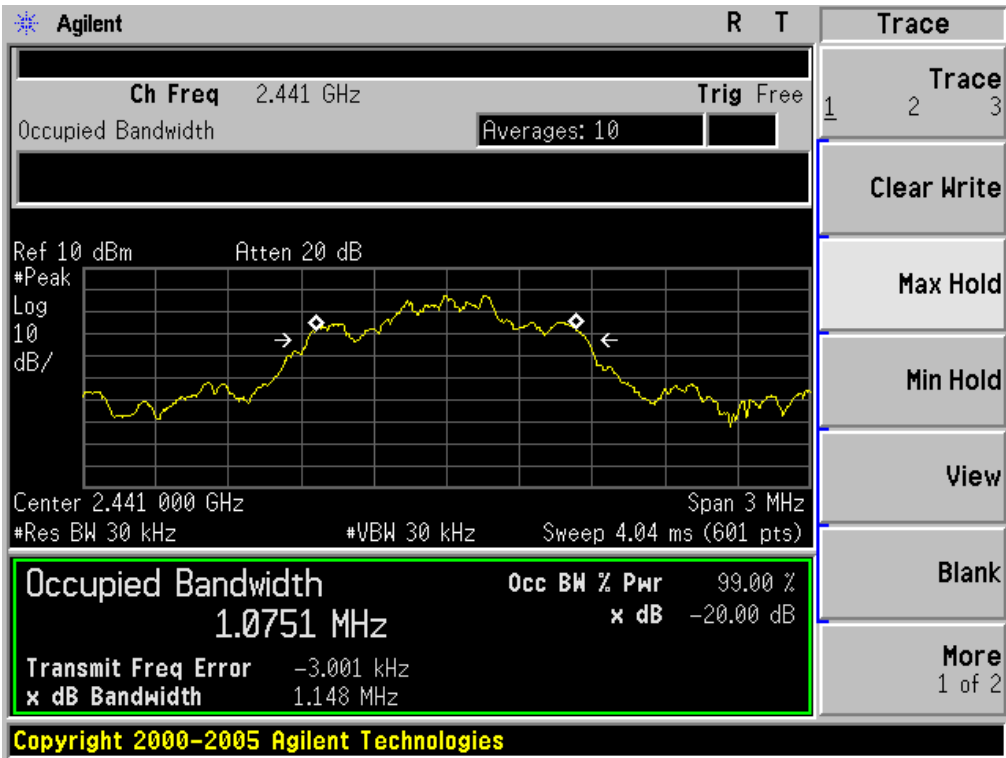 Agilent R T
Ch Freq 2.441 GHz Trig Free
Occupied Bandwidth Averages: 10
Ref 10 dBm Atten 20 dB
#Peak
Log
10
dB/
Center 2.441 000 GHz Span 3 MHz
#Res BW 30 kHz #VBW 30 kHz Sweep 4.04 ms (601 pts)
Occupied Bandwidth Occ BW % Pwr 99.00 %
1.0751 MHz x dB -20.00 dB
Transmit Freq Error -3.001 kHz
x dB Bandwidth 1.148 MHz
Copyright 2000-2005 Agilent Technologies
Trace
Trace
1 2 3
Clear Write
Max Hold
Min Hold
View
Blank
More
1 of 2